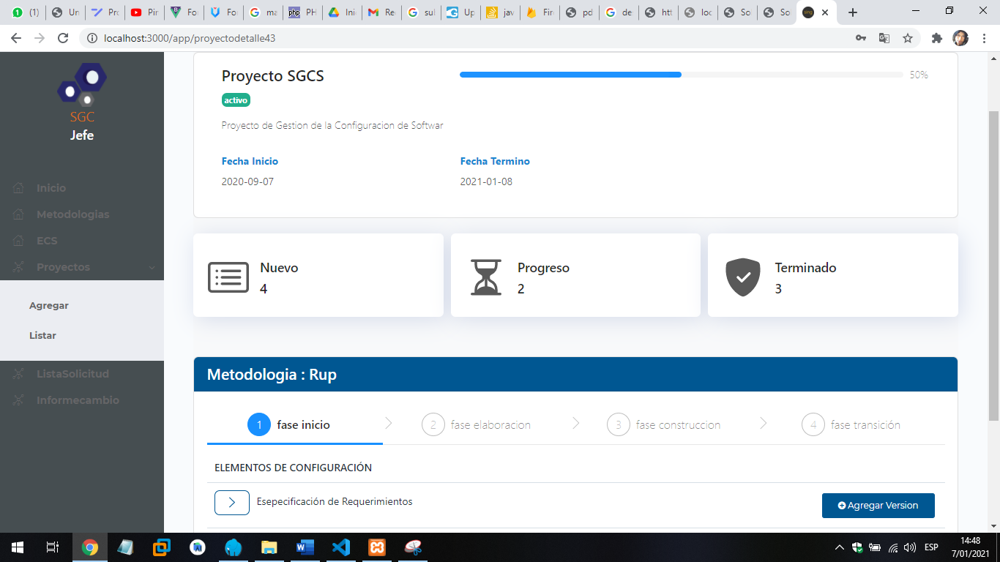 (1)
Un
Pro
Pir
Fo
Fo
ma
php PH
Ini
Re
sul
Up
jav
Fir
pd
de
htt
loc
So
So
localhost:3000/app/proyectodetalle43
SGC
Jefe
Inicio
Metodologias
ECS
Proyectos
Agregar
Listar
ListaSolicitud
Informecambio
Proyecto SGCS
50%
activo
Proyecto de Gestion de la Configuracion de Softwar
Fecha Inicio
Fecha Termino
2020-09-07
2021-01-08
Nuevo
4
Progreso
2
Terminado
3
Metodologia : Rup
1 fase inicio
2 fase elaboracion
3 fase construccion
4 fase transición
ELEMENTOS DE CONFIGURACIÓN
Esepecificación de Requerimientos
Agregar Version
ESP
14:48
7/01/2021